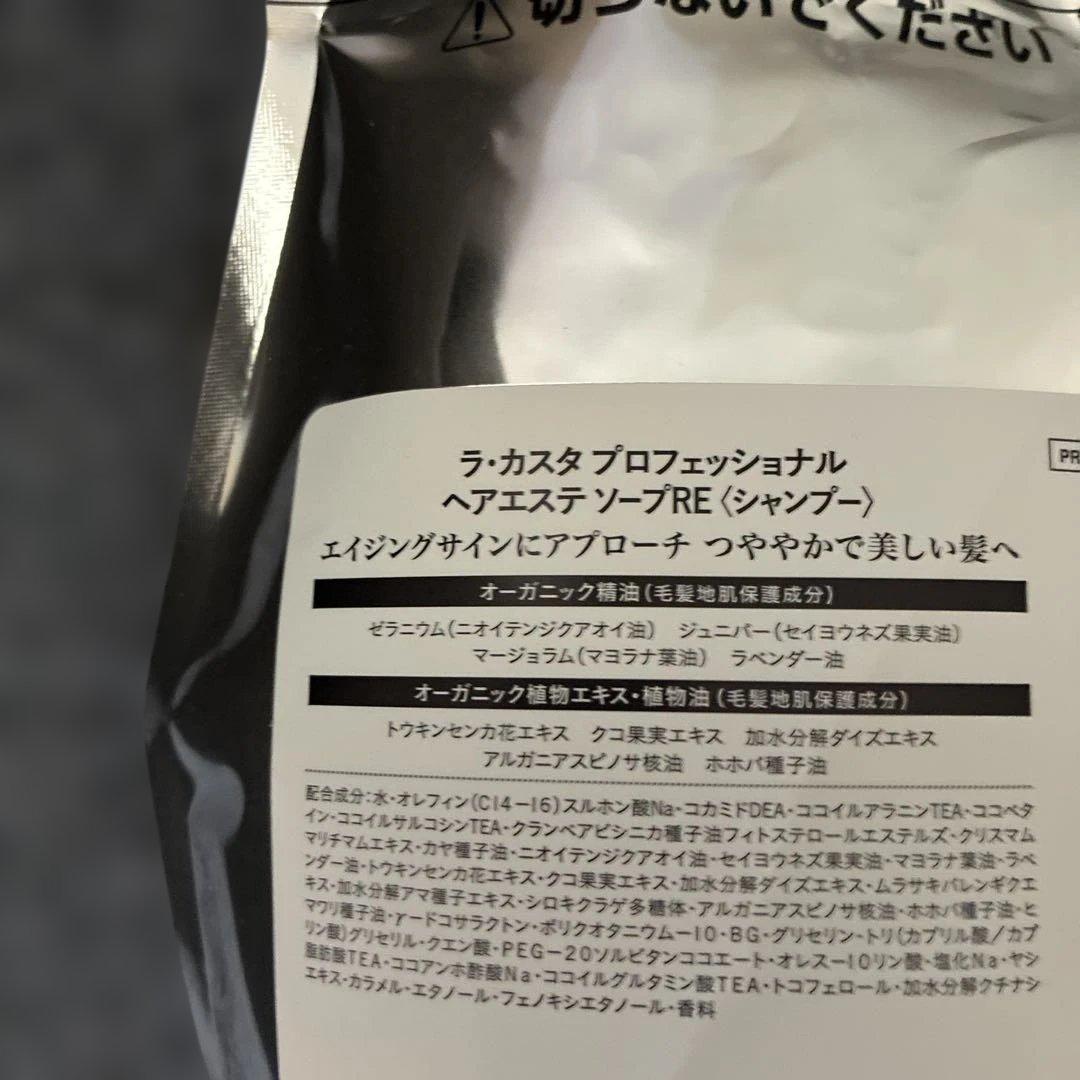 切らないでください
ラ・カスタ プロフェッショナル
PR
ヘアエステ ソープRE〈シャンプー〉
エイジングサインにアプローチ つややかで美しい髪へ
オーガニック精油(毛髪地肌保護成分)
ゼラニウム(ニオイテンジクアオイ油) ジュニパー(セイヨウネズ果実油)
マージョラム(マヨラナ葉油) ラベンダー油
オーガニック植物エキス・植物油(毛髪地肌保護成分)
トウキンセンカ花エキス クコ果実エキス 加水分解ダイズエキス
アルガニアスピノサ核油 ホホバ種子油
配合成分:水・オレフィン(C14-16)スルホン酸Na・コカミドDEA・ココイルアラニンTEA・ココベタ
イン・ココイルサルコシンTEA・クランベアビシニカ種子油フィトステロールエステルズ・クリスマム
マリチマムエキス・カヤ種子油・ニオイテンジクアオイ油・セイヨウネズ果実油・マヨラナ葉油・ラベ
ンダー油・トウキンセンカ花エキス・クコ果実エキス・加水分解ダイズエキス・ムラサキバレンギクエ
キス・加水分解アマ種子エキス・シロキクラゲ多糖体・アルガニアスピノサ核油・ホホバ種子油・ヒ
マワリ種子油・γードコサラクトン・ポリクオタニウムー10・BG・グリセリン・トリ(カプリル酸/カプ
リン酸)グリセリル・クエン酸・PEG-20ソルビタンココエート・オレスー10リン酸・塩化Na・ヤシ
脂肪酸TEA・ココアンホ酢酸Na・ココイルグルタミン酸TEA・トコフェロール・加水分解クチナシ
エキス・カラメル・エタノール・フェノキシエタノール・香料